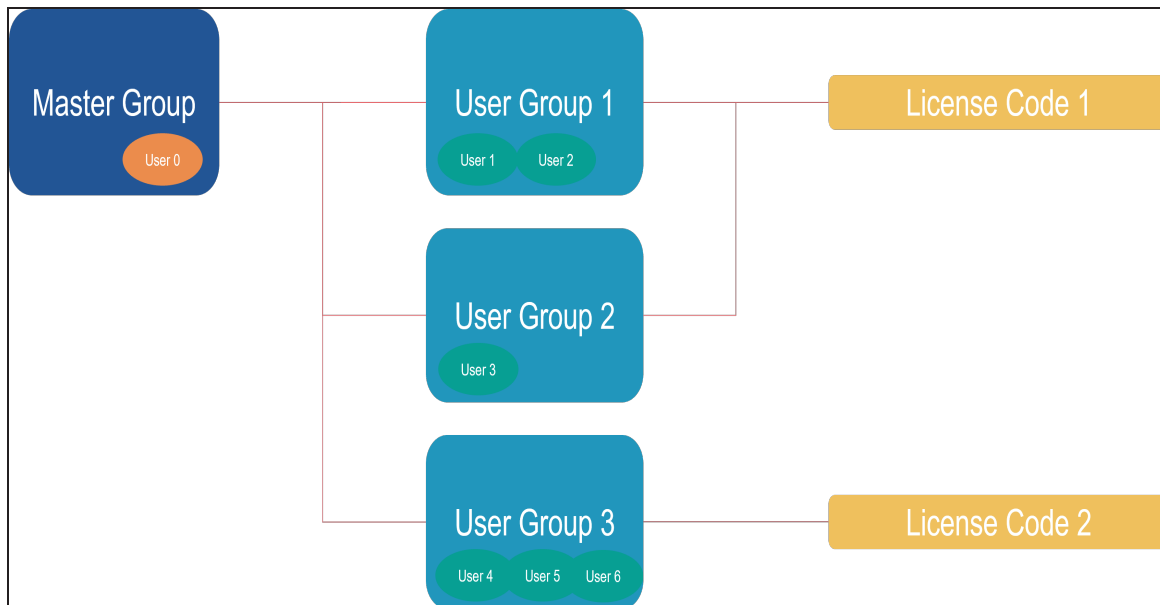 Master Group
User 0
User Group 1
User 1
User 2
License Code 1
User Group 2
User 3
User Group 3
User 4
User 5
User 6
License Code 2